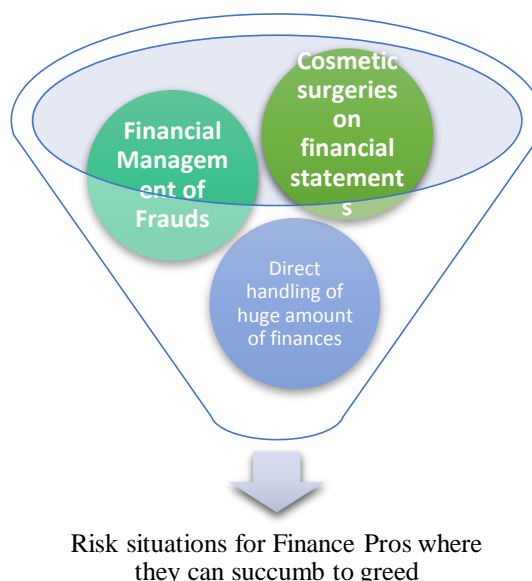 Cosmetic
surgeries
on
financial
statement
s
Financial
Managem
ent of
Frauds
Direct
handling of
huge amount
of finances
Risk situations for Finance Pros where
they can succumb to greed